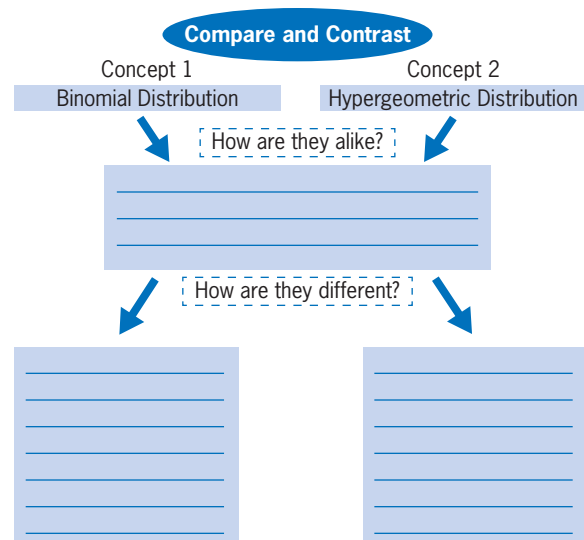 Compare and Contrast
Concept 1
Concept 2
Binomial Distribution
Hypergeometric Distribution
How are they alike?
How are they different?